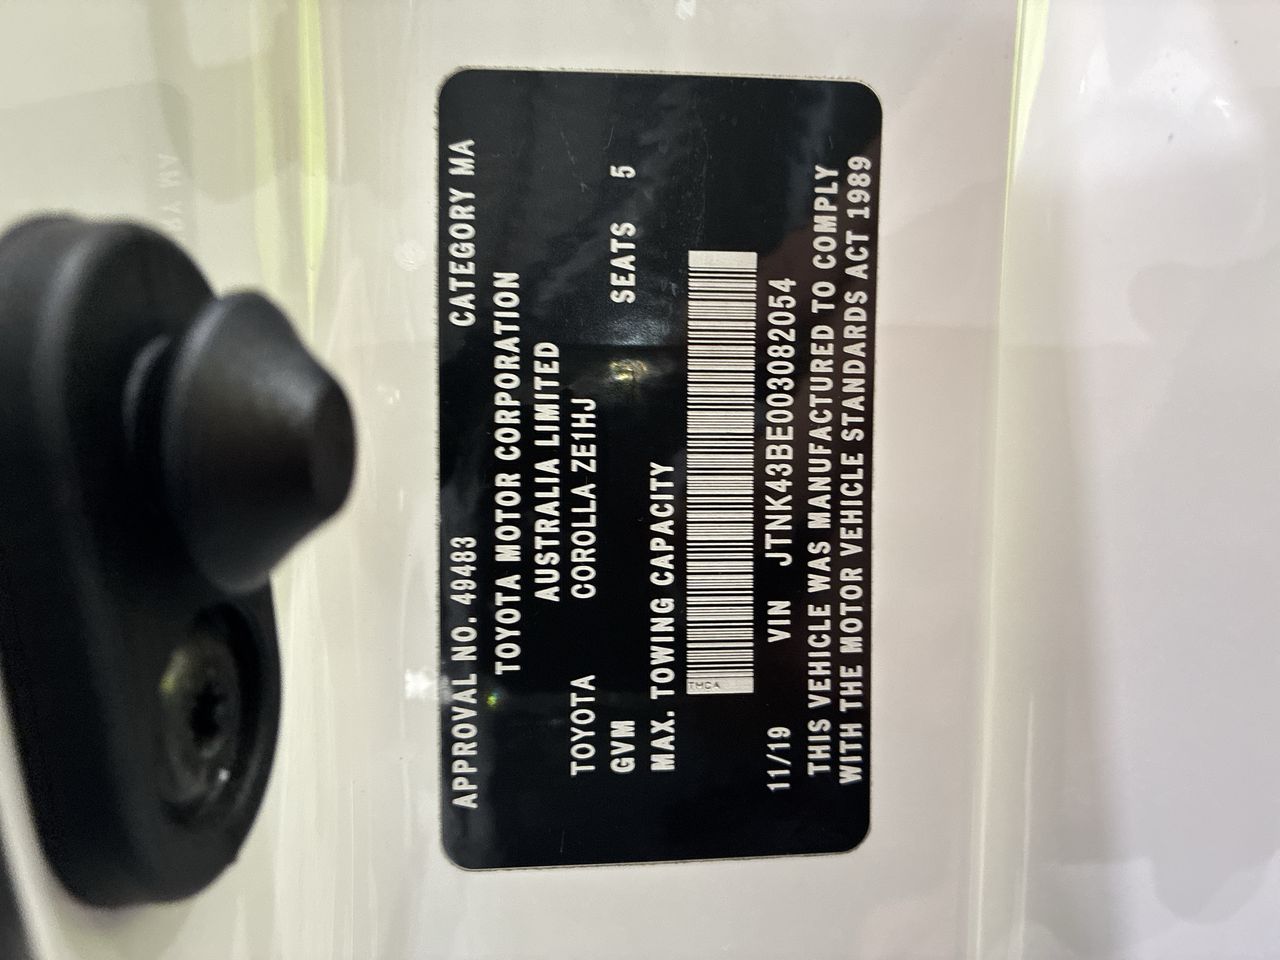 APPROVAL NO. 49483 CATEGORY MA
TOYOTA MOTOR CORPORATION
AUSTRALIA LIMITED
TOYOTA COROLLA ZE1HJ
GVM SEATS 5
MAX. TOWING CAPACITY
TMCA
11/19 VIN JTNK43BE003082054
THIS VEHICLE WAS MANUFACTURED TO COMPLY
WITH THE MOTOR VEHICLE STANDARDS ACT 1989